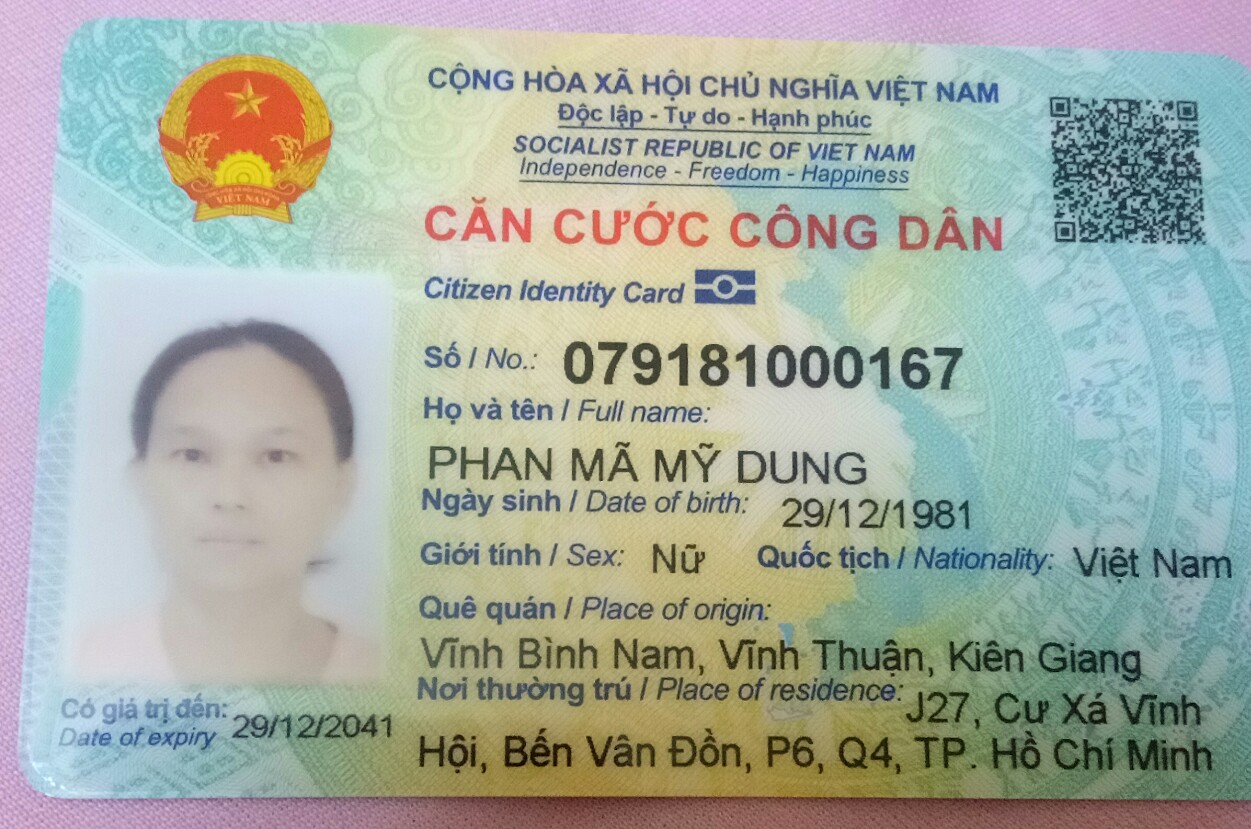 CỘNG HÒA XÃ HỘI CHỦ NGHĨA VIỆT NAM
Độc lập - Tự do - Hạnh phúc
SOCIALIST REPUBLIC OF VIET NAM
Independence - Freedom - Happiness
VIỆT NAM
CĂN CƯỚC CÔNG DÂN
Citizen Identity Card
Số / No.: 079181000167
Họ và tên / Full name:
PHAN MÃ MỸ DUNG
Ngày sinh / Date of birth: 29/12/1981
Giới tính / Sex: Nữ Quốc tịch / Nationality: Việt Nam
Quê quán / Place of origin:
Vĩnh Bình Nam, Vĩnh Thuận, Kiên Giang
Nơi thường trú / Place of residence: J27, Cư Xá Vĩnh
Hội, Bến Vân Đồn, P6, Q4, TP. Hồ Chí Minh
Có giá trị đến: 29/12/2041
Date of expiry